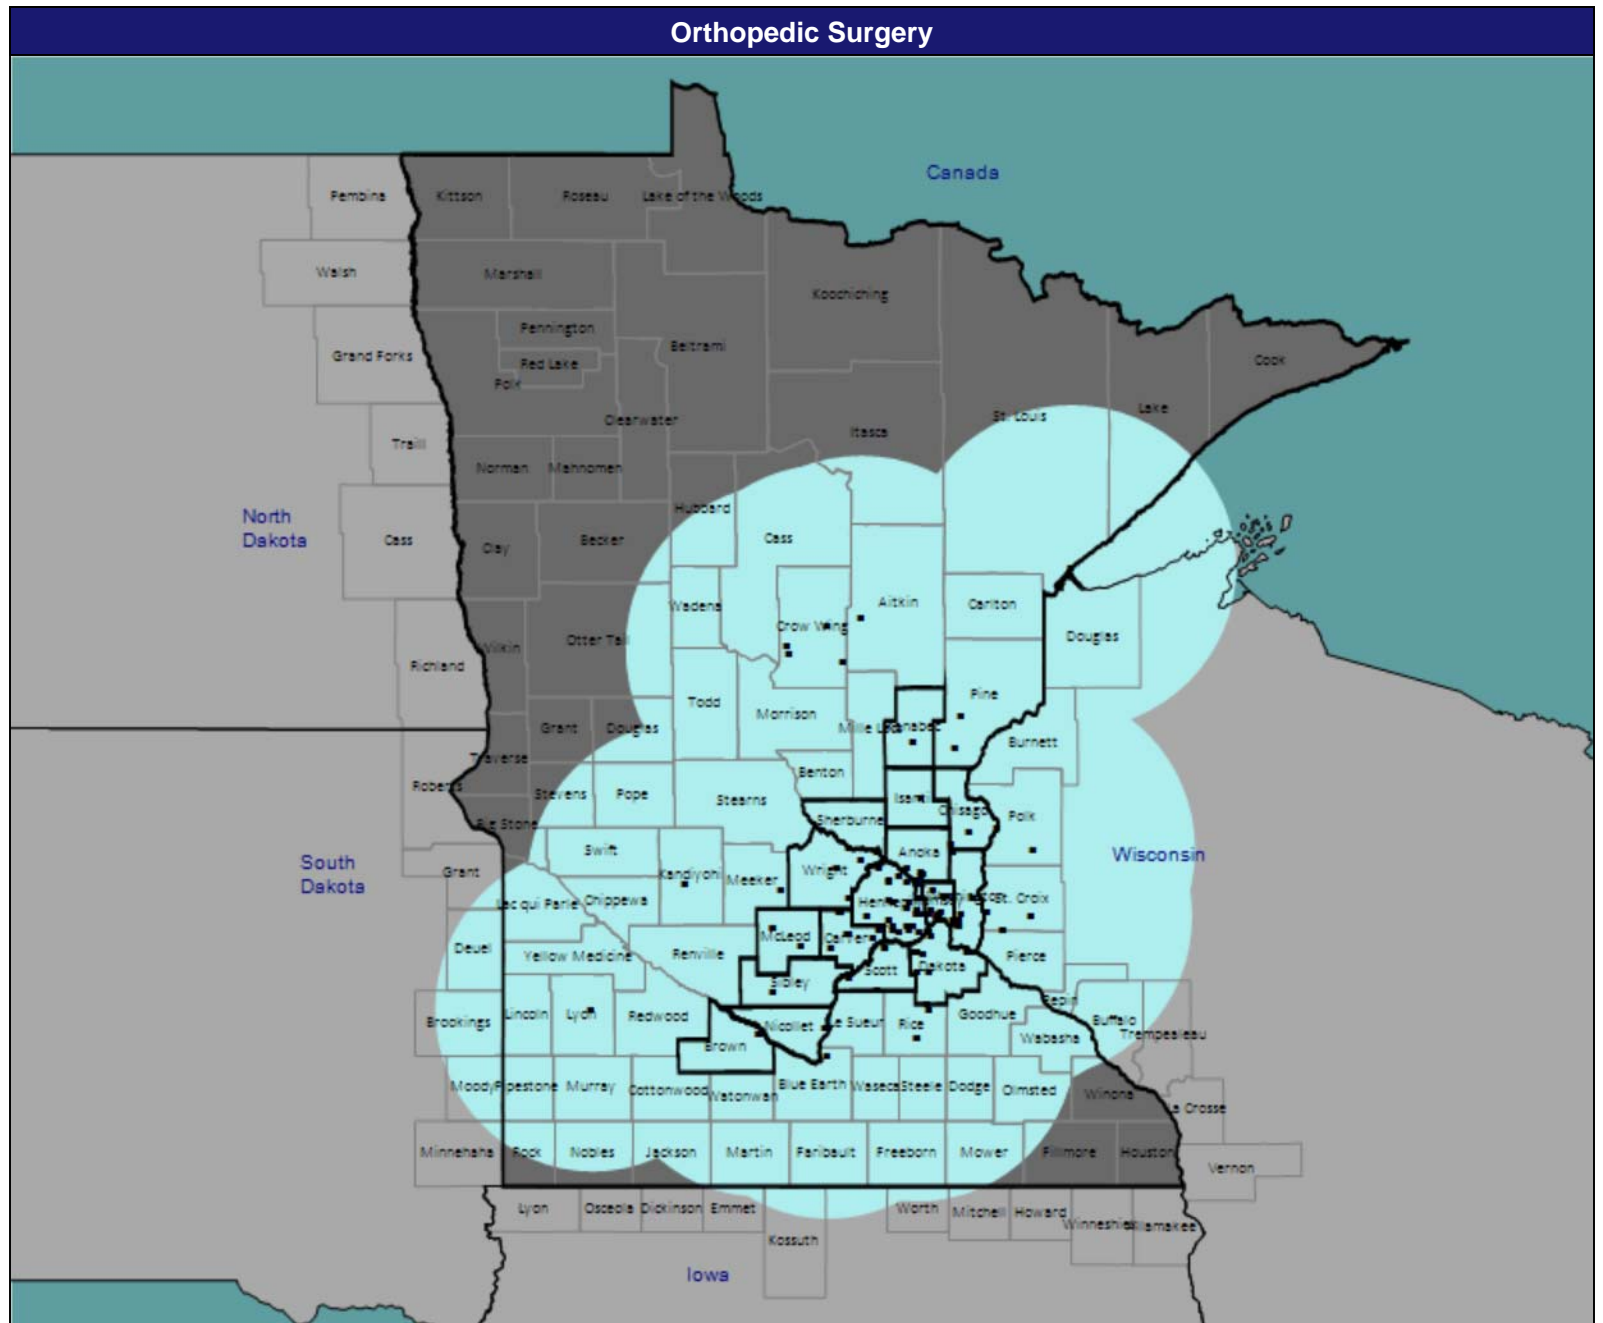 Orthopedic Surgery
Canada
Pembina
Kittson
Roseau
Lake of the Woods
Walsh
Marshall
Koochiching
Pennington
Beltrami
Grand Forks
Red Lake
Cook
Polk
Lake
St. Louis
Clearwater
Itasca
Traill
Norman
Mahnomen
Hubbard
North
Dakota
Cass
Clay
Becker
Cass
Wadena
Aitkin
Carlton
Crow Wing
Otter Tail
Wilkin
Douglas
Richland
Todd
Pine
Morrison
Grant
Douglas
Mille Lacs
Kanabec
Burnett
Traverse
Benton
Roberts
Stevens
Pope
Stearns
Isanti
Chisago
Polk
Big Stone
Sherburne
Swift
Anoka
Wisconsin
South
Dakota
Grant
Kandiyohi
Meeker
Wright
Lac qui Parle
Chippewa
Hennepin
Ramsey
St. Croix
McLeod
Carver
Deuel
Yellow Medicine
Renville
Pierce
Scott
Dakota
Sibley
Pepin
Brookings
Lincoln
Lyon
Redwood
Nicollet
Le Sueur
Rice
Goodhue
Buffalo
Wabasha
Trempealeau
Brown
Moody
Pipestone
Murray
Cottonwood
Watonwan
Blue Earth
Waseca
Steele
Dodge
Olmsted
Winona
La Crosse
Minnehaha
Rock
Nobles
Jackson
Martin
Faribault
Freeborn
Mower
Fillmore
Houston
Vernon
Lyon
Osceola
Dickinson
Emmet
Worth
Mitchell
Howard
Kossuth
Iowa